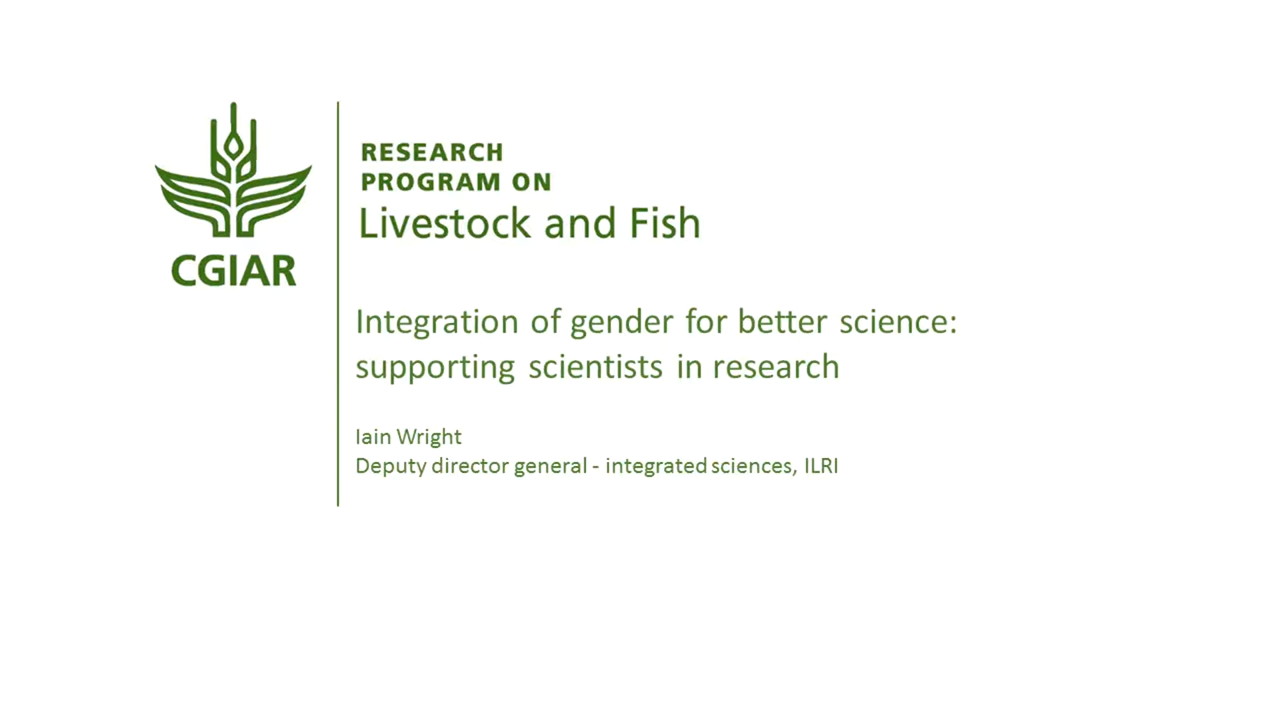 CGIAR
RESEARCH
PROGRAM ON
Livestock and Fish
Integration of gender for better science:
supporting scientists in research
Iain Wright
Deputy director general - integrated sciences, ILRI